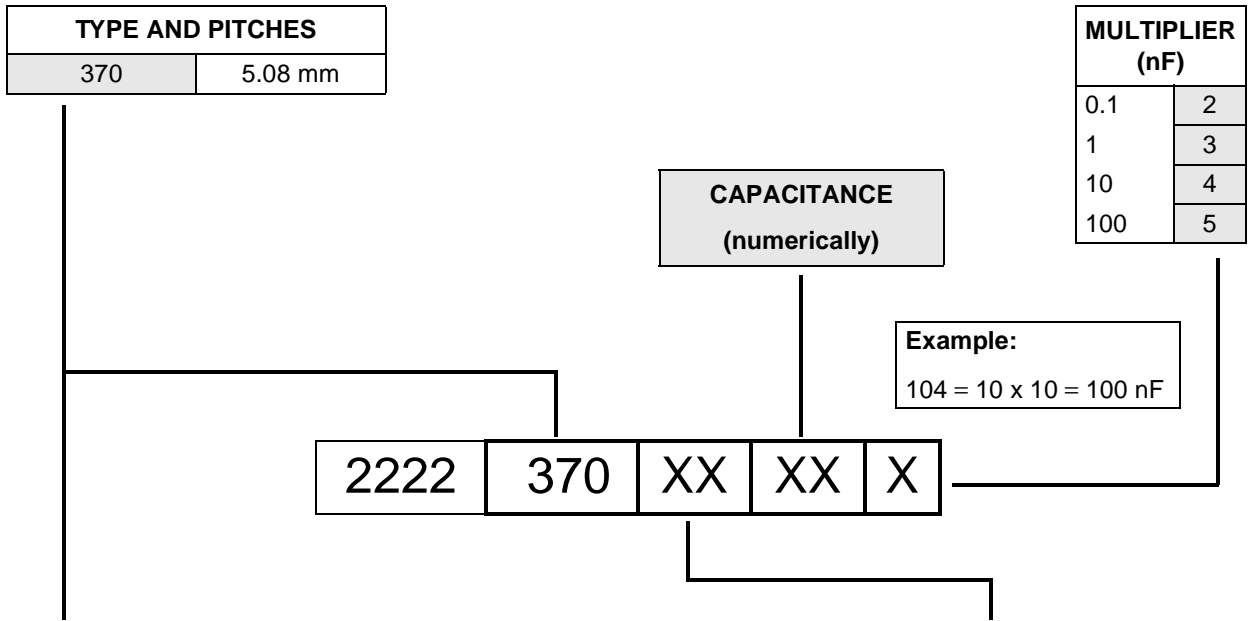 TYPE AND PITCHES
370 5.08 mm
MULTIPLIER
(nF)
0.1 2
1 3
10 4
100 5
CAPACITANCE
(numerically)
Example:
104 = 10 x 10 = 100 nF
2222 370 XX XX X